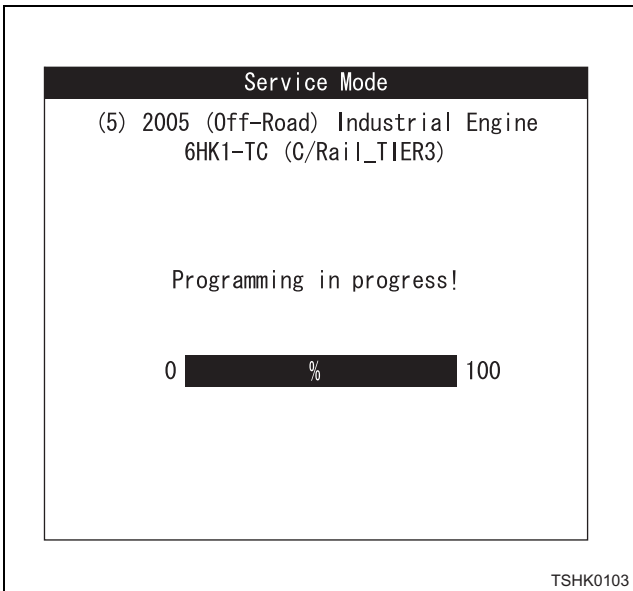 Service Mode
(5) 2005 (Off-Road) Industrial Engine
6HK1-TC (C/Rail_TIER3)
Programming in progress!
0 % 100
TSHK0103